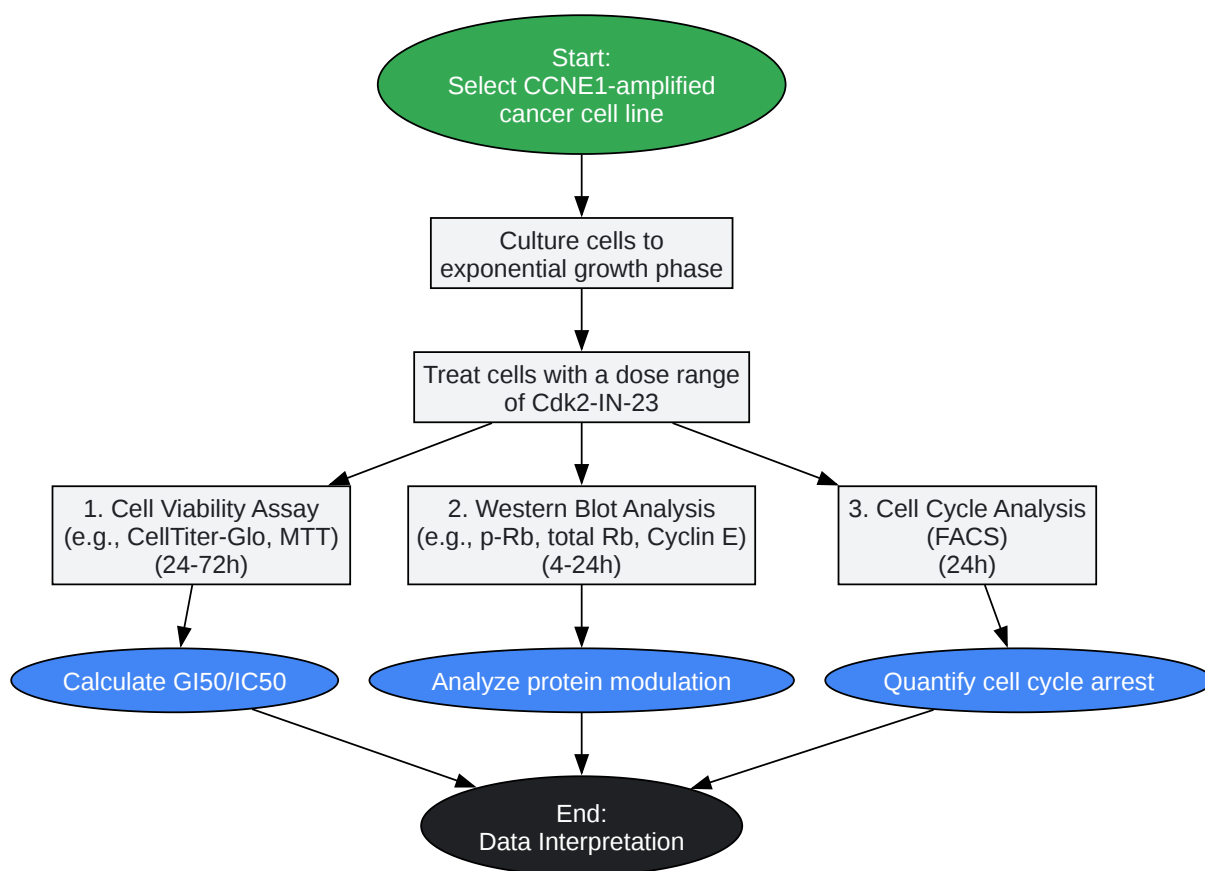 Start:
Select CCNE1-amplified
cancer cell line
Culture cells to
exponential growth phase
Treat cells with a dose range
of Cdk2-IN-23
1. Cell Viability Assay
(e.g., CellTiter-Glo, MTT)
(24-72h)
2. Western Blot Analysis
(e.g., p-Rb, total Rb, Cyclin E)
(4-24h)
3. Cell Cycle Analysis
(FACS)
(24h)
Calculate GI50/IC50
Analyze protein modulation
Quantify cell cycle arrest
End:
Data Interpretation